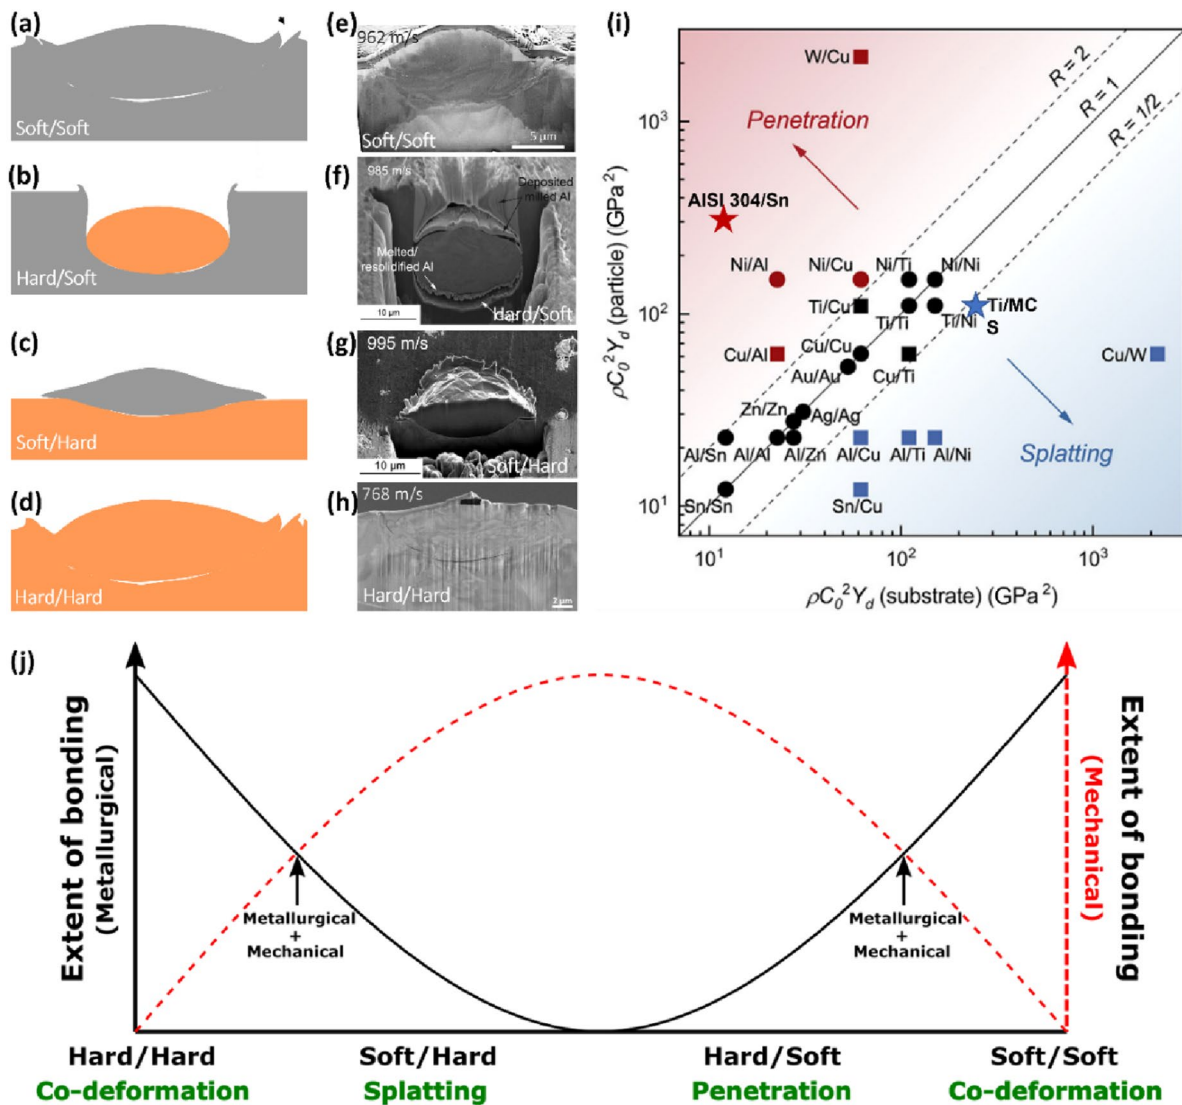 (a)
Soft/Soft
(b)
Hard/Soft
(c)
Soft/Hard
(d)
Hard/Hard
(e)
962 m/s
Soft/Soft
5 μm
(f)
985 m/s
Deposited
milled Al
Melted/
resolidified Al
10 μm
Hard/Soft
(g)
995 m/s
10 μm
Soft/Hard
(h)
768 m/s
Hard/Hard
2 μm
(i)
ρC₀²Y_d (particle) (GPa²)
10³
10²
10¹
W/Cu
R = 2
R = 1
R = 1/2
Penetration
AISI 304/Sn
Ni/Al
Ni/Cu
Ni/Ti
Ni/Ni
Ti/Cu
Ti/Ti
Ti/Ni
Ti/MC
S
Cu/Al
Cu/Cu
Au/Au
Cu/Ti
Cu/W
Zn/Zn
Ag/Ag
Al/Sn
Al/Al
Al/Zn
Al/Cu
Al/Ti
Al/Ni
Splatting
Sn/Sn
Sn/Cu
10¹
10²
10³
ρC₀²Y_d (substrate) (GPa²)
(j)
Extent of bonding
(Metallurgical)
Metallurgical
+
Mechanical
Metallurgical
+
Mechanical
Extent of bonding
(Mechanical)
Hard/Hard
Co-deformation
Soft/Hard
Splatting
Hard/Soft
Penetration
Soft/Soft
Co-deformation